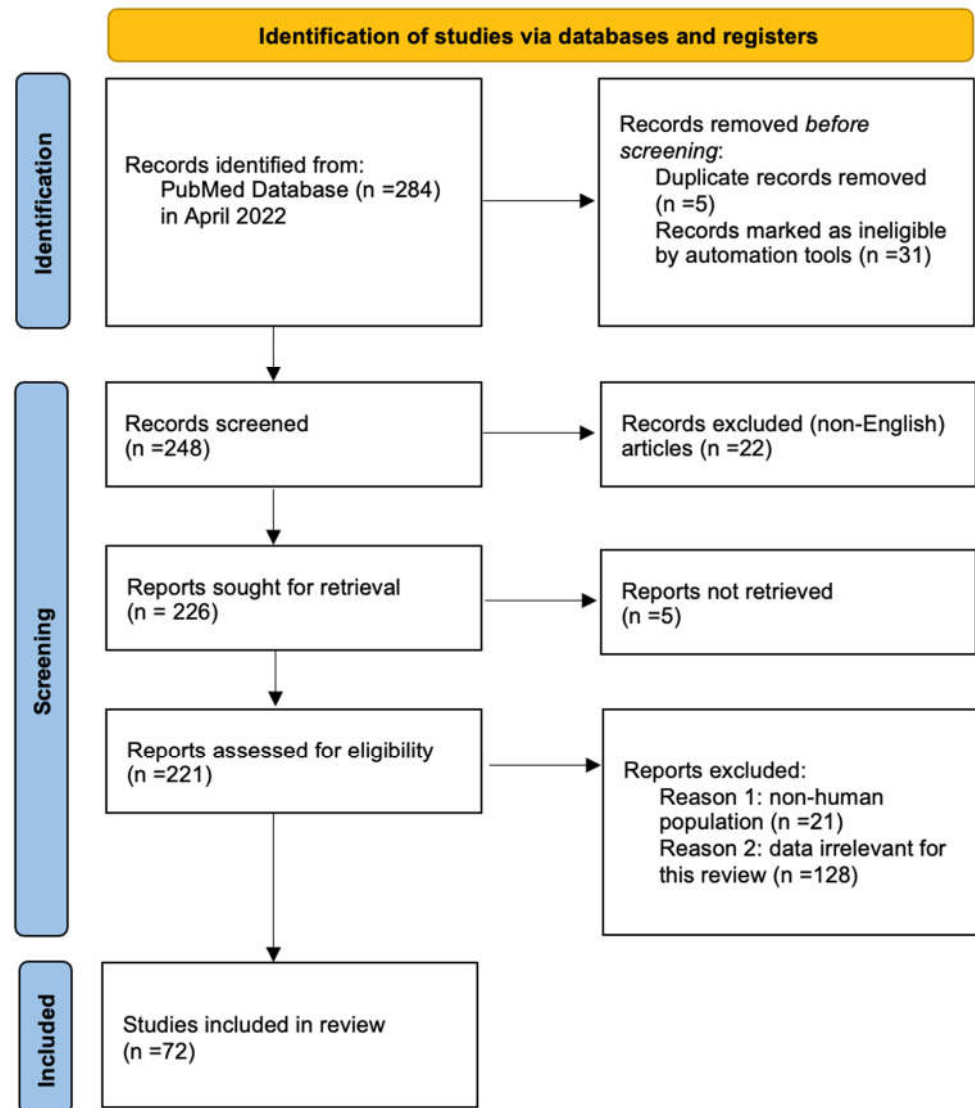 Identification of studies via databases and registers
Identification
Records identified from:
PubMed Database (n =284)
in April 2022
Records removed before
screening:
Duplicate records removed
(n =5)
Records marked as ineligible
by automation tools (n =31)
Screening
Records screened
(n =248)
Records excluded (non-English)
articles (n =22)
Reports sought for retrieval
(n = 226)
Reports not retrieved
(n =5)
Reports assessed for eligibility
(n =221)
Reports excluded:
Reason 1: non-human
population (n =21)
Reason 2: data irrelevant for
this review (n =128)
Included
Studies included in review
(n =72)